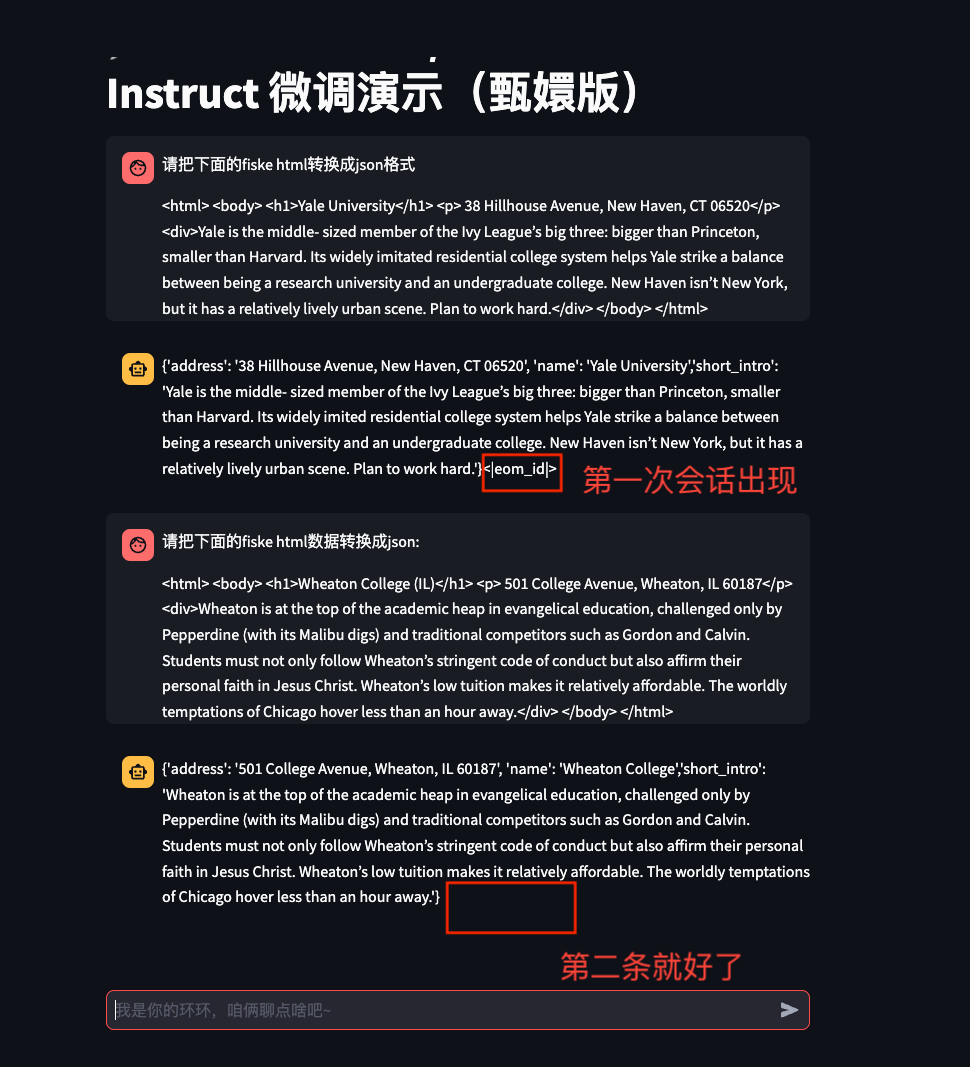 Instruct 微调演示（甄嬛版）
请把下面的fiske html转换成json格式
<html> <body> <h1>Yale University</h1> <p> 38 Hillhouse Avenue, New Haven, CT 06520</p>
<div>Yale is the middle- sized member of the Ivy League’s big three: bigger than Princeton,
smaller than Harvard. Its widely imitated residential college system helps Yale strike a balance
between being a research university and an undergraduate college. New Haven isn’t New York,
but it has a relatively lively urban scene. Plan to work hard.</div> </body> </html>
{'address': '38 Hillhouse Avenue, New Haven, CT 06520', 'name': 'Yale University','short_intro':
'Yale is the middle- sized member of the Ivy League’s big three: bigger than Princeton, smaller
than Harvard. Its widely imited residential college system helps Yale strike a balance between
being a research university and an undergraduate college. New Haven isn’t New York, but it has a
relatively lively urban scene. Plan to work hard.'}<|eom_id|>
第一次会话出现
请把下面的fiske html数据转换成json:
<html> <body> <h1>Wheaton College (IL)</h1> <p> 501 College Avenue, Wheaton, IL 60187</p>
<div>Wheaton is at the top of the academic heap in evangelical education, challenged only by
Pepperdine (with its Malibu digs) and traditional competitors such as Gordon and Calvin.
Students must not only follow Wheaton’s stringent code of conduct but also affirm their
personal faith in Jesus Christ. Wheaton’s low tuition makes it relatively affordable. The worldly
temptations of Chicago hover less than an hour away.</div> </body> </html>
{'address': '501 College Avenue, Wheaton, IL 60187', 'name': 'Wheaton College','short_intro':
'Wheaton is at the top of the academic heap in evangelical education, challenged only by
Pepperdine (with its Malibu digs) and traditional competitors such as Gordon and Calvin.
Students must not only follow Wheaton’s stringent code of conduct but also affirm their personal
faith in Jesus Christ. Wheaton’s low tuition makes it relatively affordable. The worldly temptations
of Chicago hover less than an hour away.'}
第二条就好了
我是你的环环，咱俩聊点啥吧~